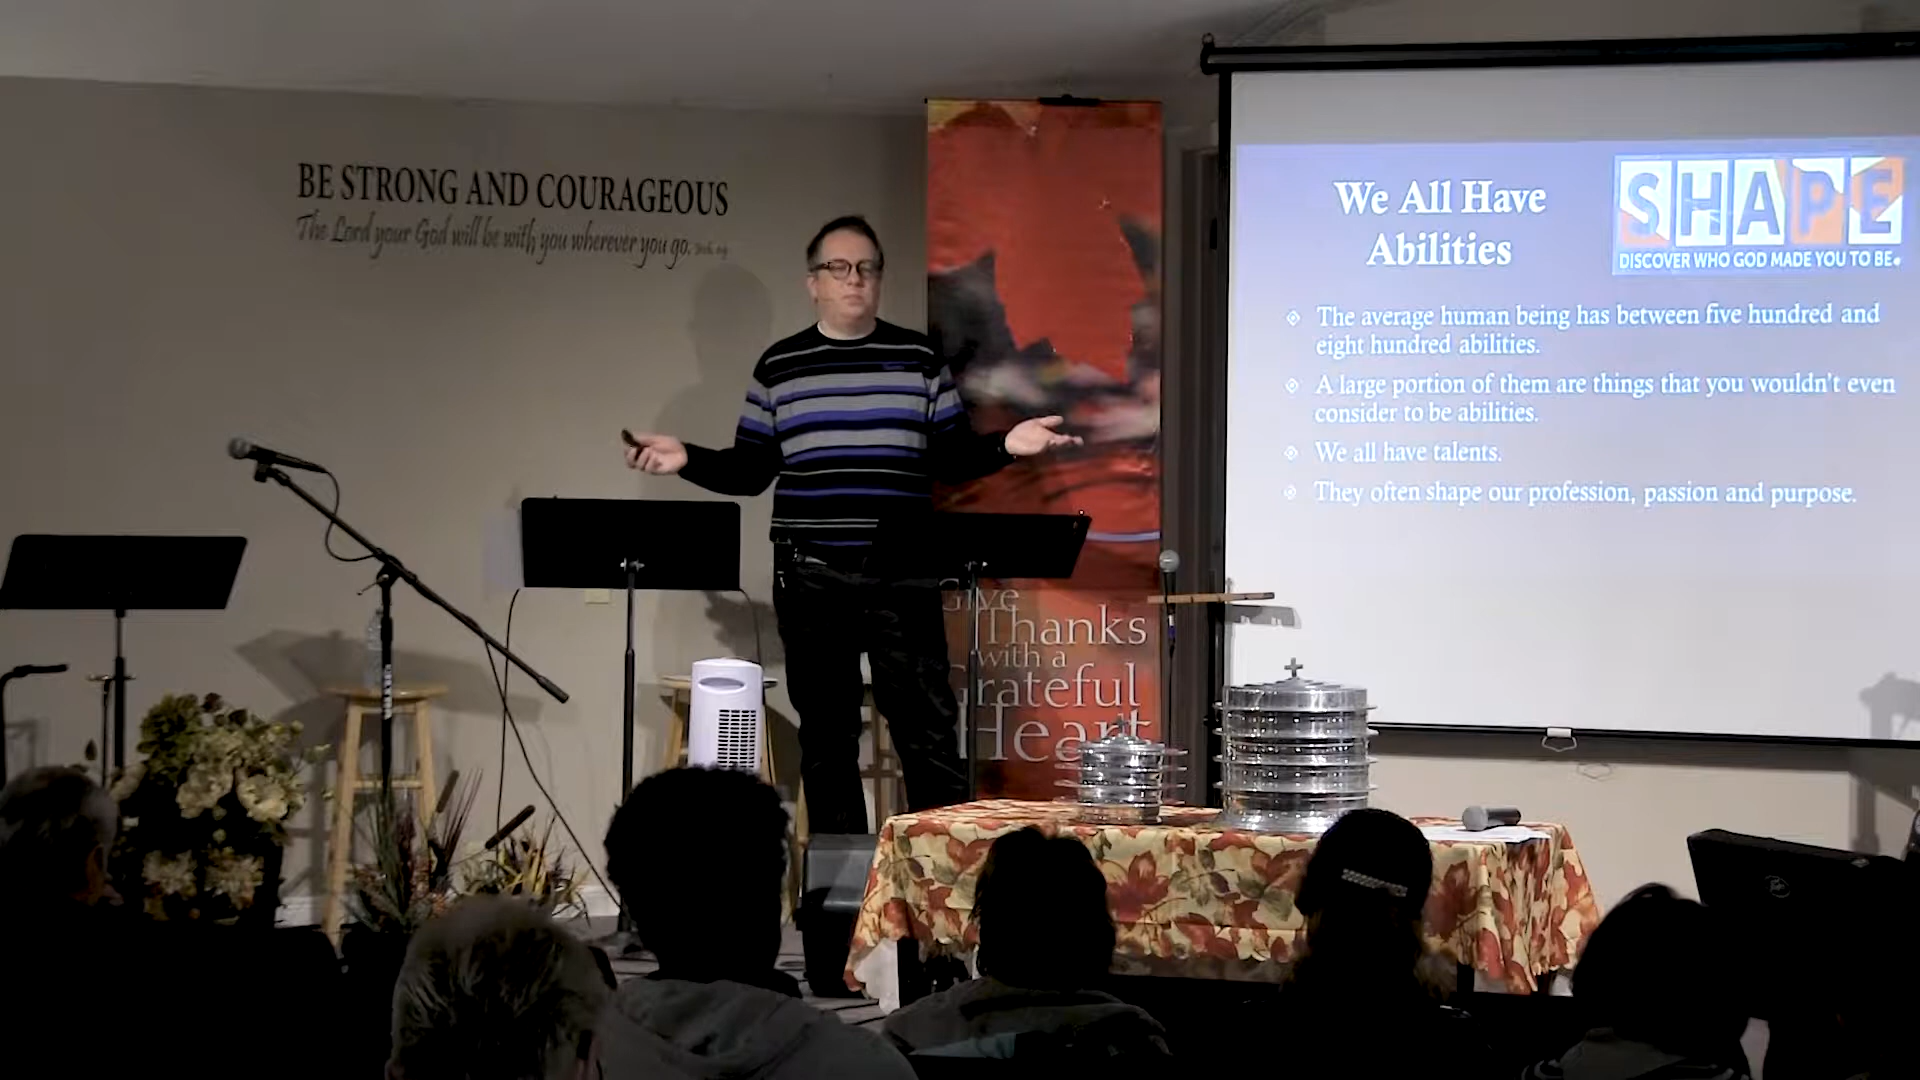 BE STRONG AND COURAGEOUS
The Lord your God will be with you wherever you go.
Give
Thanks
with a
Grateful
Heart
We All Have
Abilities
SHAPE
DISCOVER WHO GOD MADE YOU TO BE.
The average human being has between five hundred and
eight hundred abilities.
A large portion of them are things that you wouldn't even
consider to be abilities.
We all have talents.
They often shape our profession, passion and purpose.